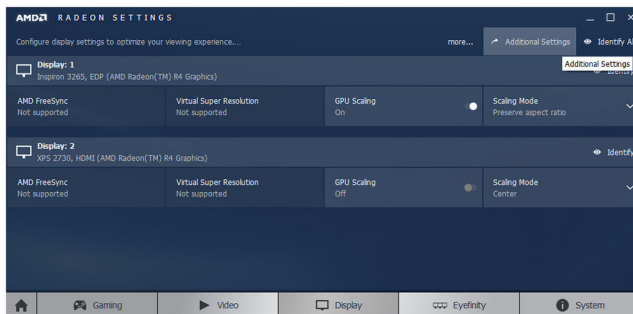 AMD RADEON SETTINGS
Configure display settings to optimize your viewing experience...
more...
Additional Settings
Identify Al
Display: 1
Inspiron 3265, EDP (AMD Radeon(TM) R4 Graphics)
Additional Settings
Identify
AMD FreeSync
Not supported
Virtual Super Resolution
Not supported
GPU Scaling
On
Scaling Mode
Preserve aspect ratio
Display: 2
XPS 2730, HDMI (AMD Radeon(TM) R4 Graphics)
Identify
AMD FreeSync
Not supported
Virtual Super Resolution
Not supported
GPU Scaling
Off
Scaling Mode
Center
Gaming
Video
Display
Eyefinity
System